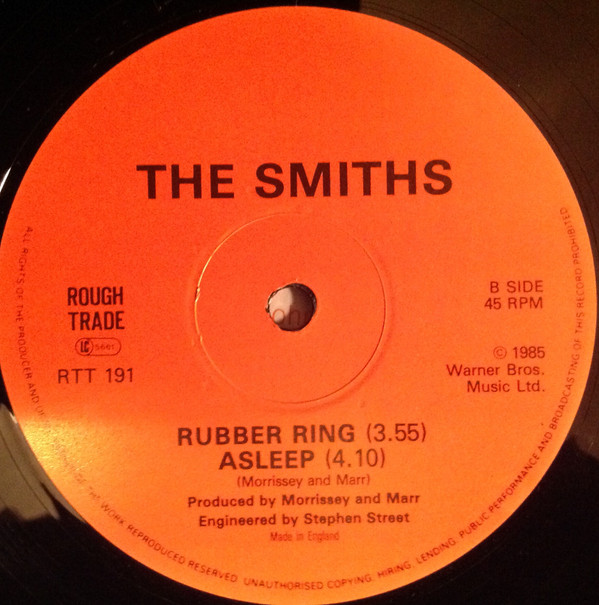 THE SMITHS
ROUGH
TRADE
LC 5661
RTT 191
B SIDE
45 RPM
© 1985
Warner Bros.
Music Ltd.
RUBBER RING (3.55)
ASLEEP (4.10)
(Morrissey and Marr)
Produced by Morrissey and Marr
Engineered by Stephen Street
Made in England
ALL RIGHTS OF THE PRODUCER AND OF THE WORK REPRODUCED RESERVED. UNAUTHORISED COPYING, HIRING, LENDING, PUBLIC PERFORMANCE AND BROADCASTING OF THIS RECORD PROHIBITED